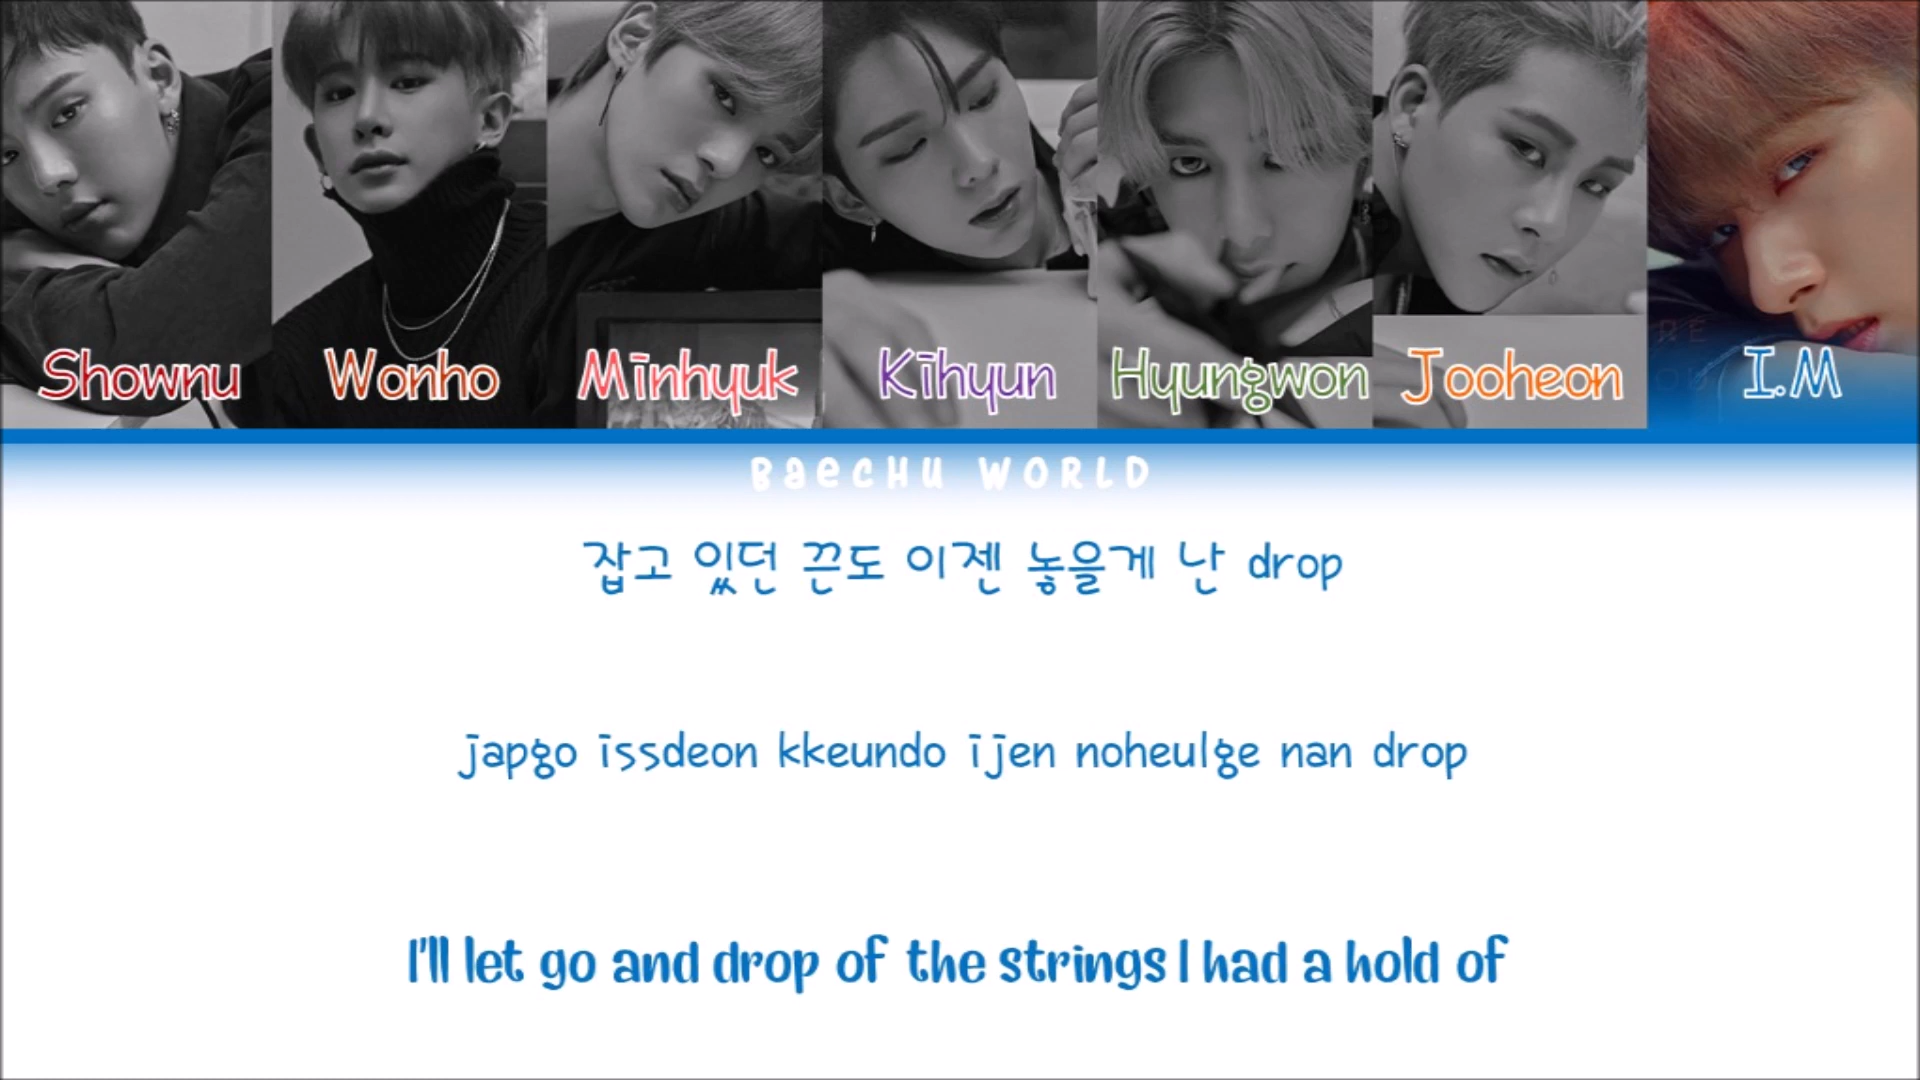 Shownu Wonho Minhyuk Kihyun Hyungwon Jooheon I.M
BaeCHU WORLD
잡고 있던 끈도 이젠 놓을게 난 drop
japgo issdeon kkeundo ijen noheulge nan drop
I'll let go and drop of the strings I had a hold of